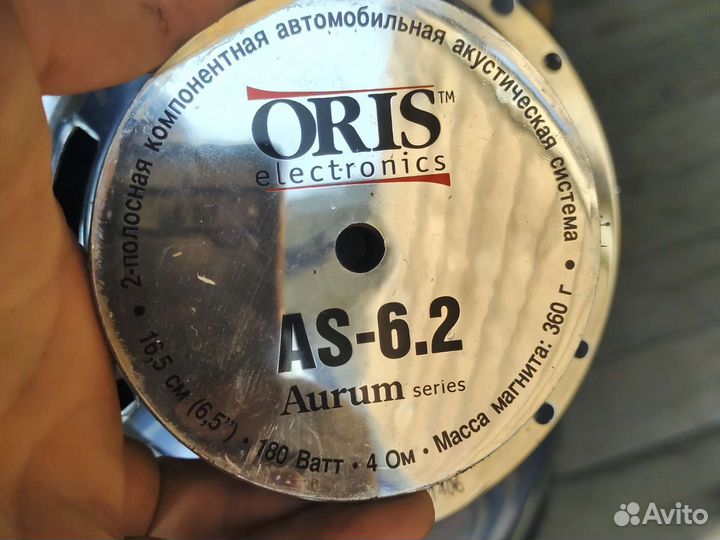 2-полосная компонентная автомобильная акустическая система
ORIS™
electronics
AS-6.2
Aurum series
• 16,5 см (6,5”) • 180 Ватт • 4 Ом • Масса магнита: 360 г •
Avito